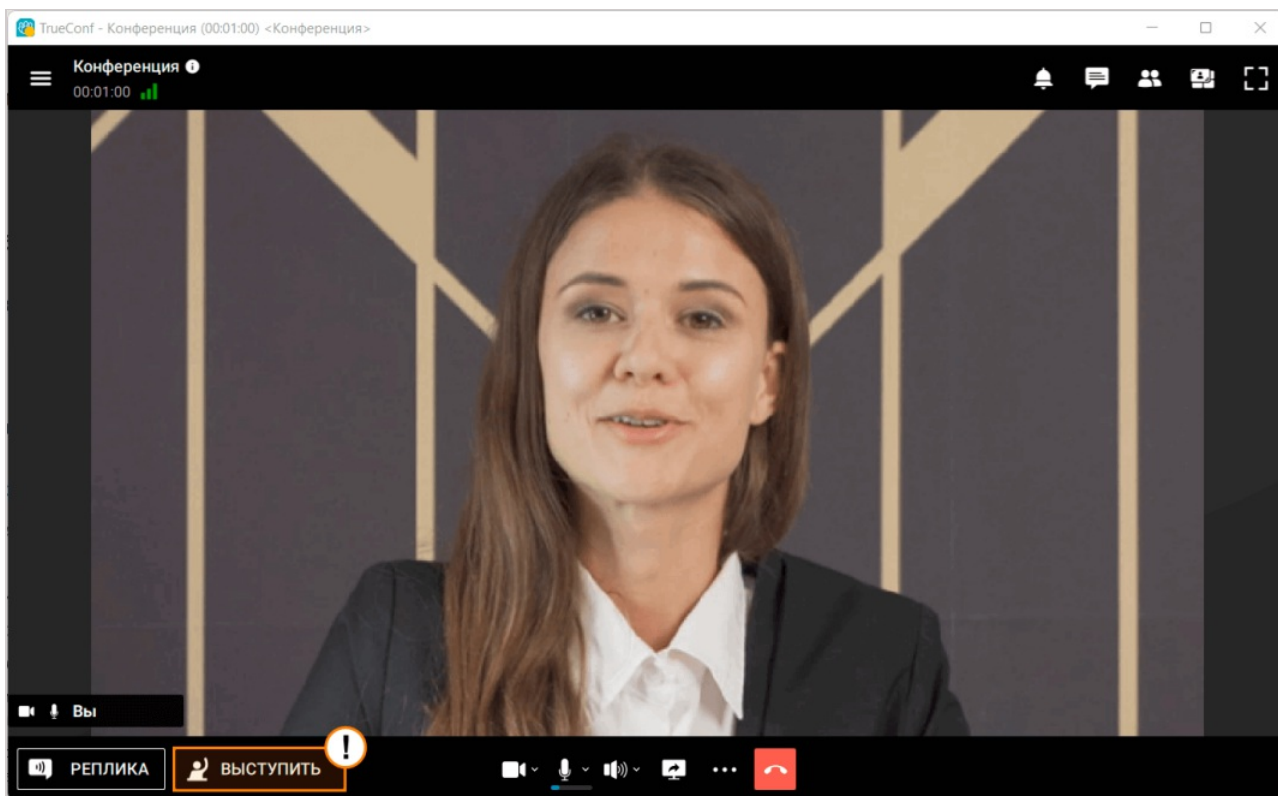 TrueConf - Конференция (00:01:00) <Конференция>
Конференция
00:01:00
Вы
РЕПЛИКА
ВЫСТУПИТЬ
!